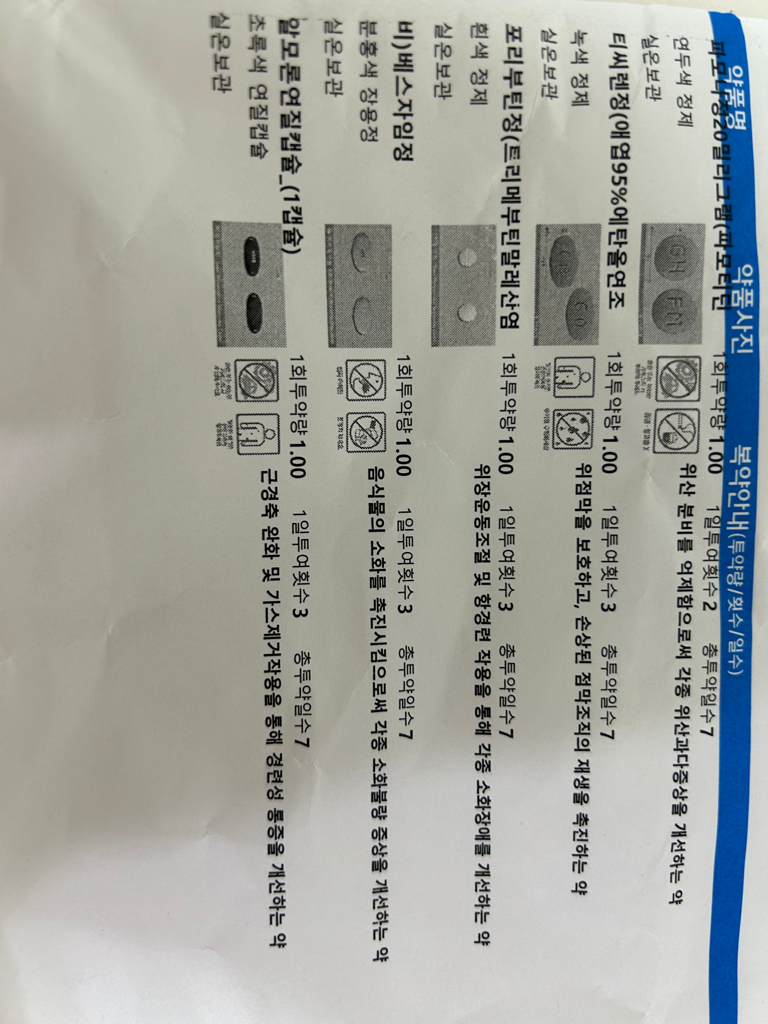 약품명 약품사진 복약안내(투약량/횟수/일수)
파모나정20밀리그램(파모티딘 1회투약량 1.00 1일투여횟수 2 총투약일수 7
연두색 정제
실온보관
GH FM
위산 분비를 억제함으로써 각종 위산과다증상을 개선하는 약
티씨렌정(애엽95%에탄올연조 1회투약량 1.00 1일투여횟수 3 총투약일수 7
녹색 정제
실온보관
위점막을 보호하고, 손상된 점막조직의 재생을 촉진하는 약
포리부틴정(트리메부틴말레산염 1회투약량 1.00 1일투여횟수 3 총투약일수 7
흰색 정제
실온보관
위장운동조절 및 항경련 작용을 통해 각종 소화장애를 개선하는 약
비)베스자임정 1회투약량 1.00 1일투여횟수 3 총투약일수 7
분홍색 장용정
실온보관
음식물의 소화를 촉진시킴으로써 각종 소화불량 증상을 개선하는 약
알모론연질캡슐_(1캡슐) 1회투약량 1.00 1일투여횟수 3 총투약일수 7
초록색 연질캡슐
실온보관
근경축 완화 및 가스제거작용을 통해 경련성 통증을 개선하는 약